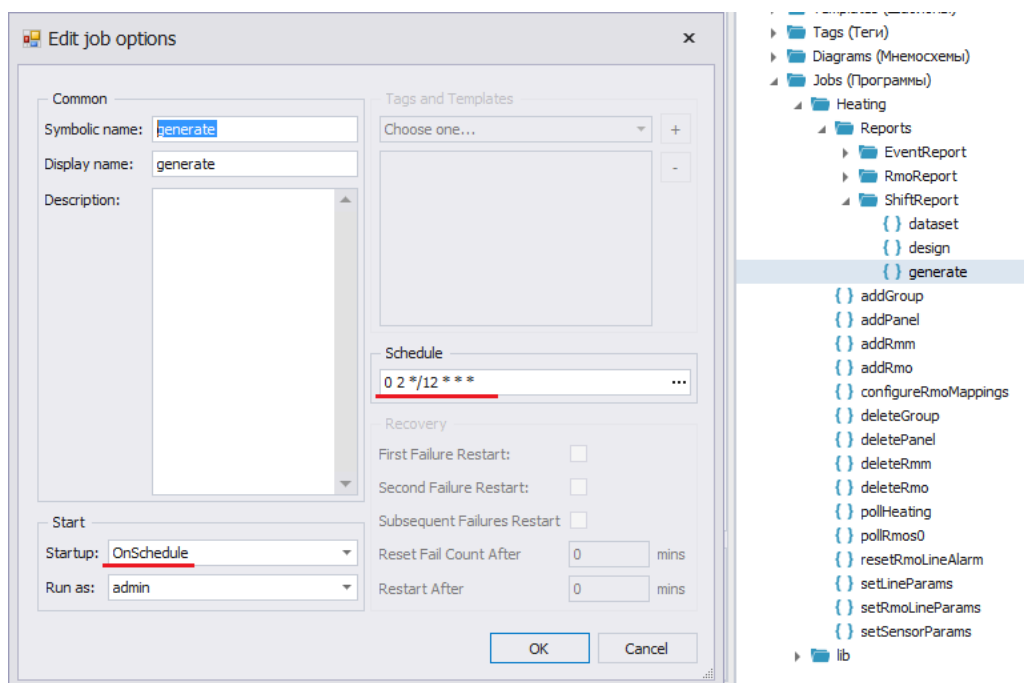 Edit job options
Common
Symbolic name: generate
Display name: generate
Description:
Start
Startup: OnSchedule
Run as: admin
Tags and Templates
Choose one...
+
-
Schedule
0 2 */12 * * *
...
Recovery
First Failure Restart:
Second Failure Restart:
Subsequent Failures Restart
Reset Fail Count After 0 mins
Restart After 0 mins
OK Cancel
Tags (Теги)
Diagrams (Мнемосхемы)
Jobs (Программы)
Heating
Reports
EventReport
RmoReport
ShiftReport
{ } dataset
{ } design
{ } generate
{ } addGroup
{ } addPanel
{ } addRmm
{ } addRmo
{ } configureRmoMappings
{ } deleteGroup
{ } deletePanel
{ } deleteRmm
{ } deleteRmo
{ } pollHeating
{ } pollRmos0
{ } resetRmoLineAlarm
{ } setLineParams
{ } setRmoLineParams
{ } setSensorParams
lib